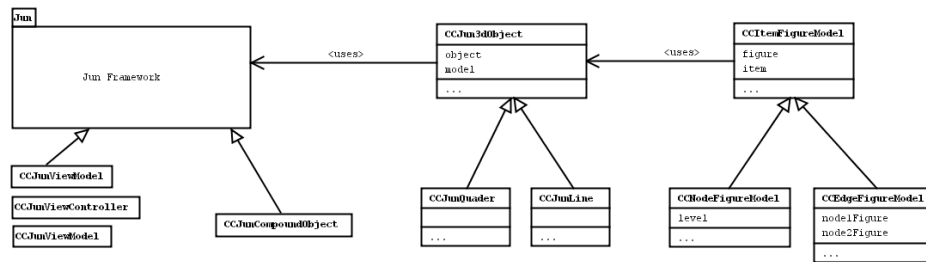 Jun
Jun Framework
<uses>
CCJun3dObject
object
model
...
<uses>
CCItemFigureModel
figure
item
...
CCJunViewModel
CCJunViewController
CCJunViewModel
CCJunCompoundObject
CCJunQuader
...
CCJunLine
...
CCNodeFigureModel
level
...
CCEdgeFigureModel
node1Figure
node2Figure
...